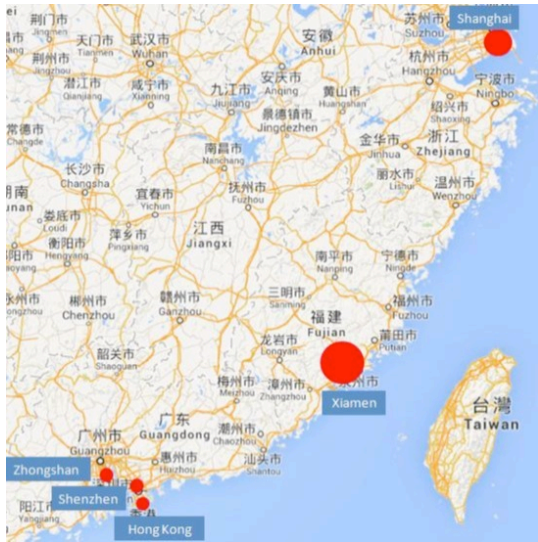 荆门市
Jingmen
天门市
Tianmen
武汉市
Wuhan
安徽
Anhui
苏州市
Suzhou
Shanghai
荆州市
Jingzhou
潜江市
Qianjiang
咸宁市
Xianning
九江市
Jiujiang
安庆市
Anqing
黄山市
Huangshan
杭州市
Hangzhou
宁波市
Ningbo
绍兴市
Shaoxing
景德镇市
Jingdezhen
常德市
Changde
金华市
Jinhua
浙江
Zhejiang
长沙市
Changsha
南昌市
Nanchang
丽水市
Lishui
温州市
Wenzhou
宜春市
Yichun
抚州市
Fuzhou
娄底市
Loudi
萍乡市
Pingxiang
江西
Jiangxi
衡阳市
Hengyang
南平市
Nanping
宁德市
Ningde
郴州市
Chenzhou
赣州市
Ganzhou
三明市
Sanming
福州市
Fuzhou
福建
Fujian
莆田市
Putian
韶关市
Shaoguan
龙岩市
Longyan
梅州市
Meizhou
漳州市
Zhangzhou
Xiamen
台灣
Taiwan
广东
Guangdong
潮州市
Chaozhou
广州市
Guangzhou
惠州市
Huizhou
汕头市
Shantou
Zhongshan
Shenzhen
阳江市
Yangjiang
Hong Kong